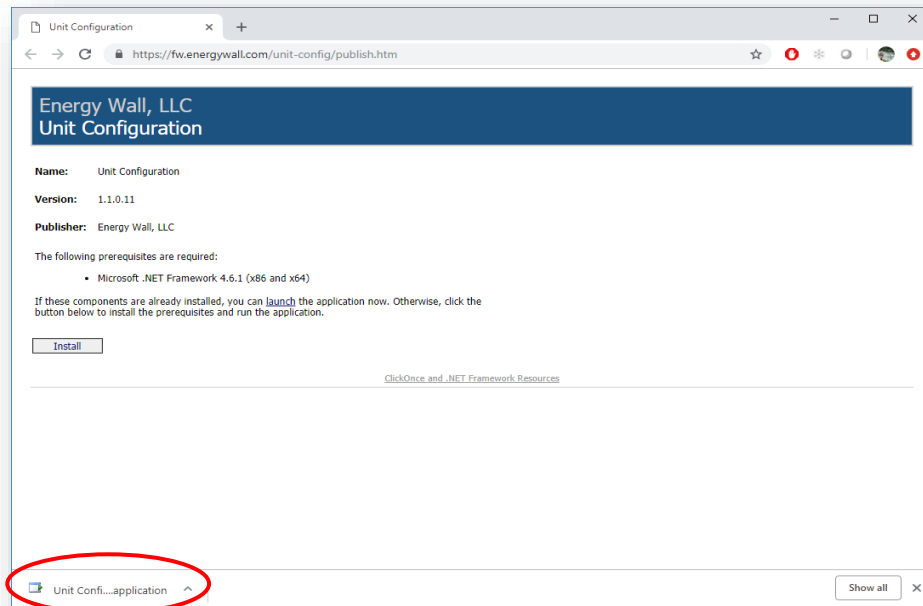 Unit Configuration
https://fw.energywall.com/unit-config/publish.htm
Energy Wall, LLC
Unit Configuration
Name: Unit Configuration
Version: 1.1.0.11
Publisher: Energy Wall, LLC
The following prerequisites are required:
• Microsoft .NET Framework 4.6.1 (x86 and x64)
If these components are already installed, you can launch the application now. Otherwise, click the
button below to install the prerequisites and run the application.
Install
ClickOnce and .NET Framework Resources
Unit Confi....application
Show all